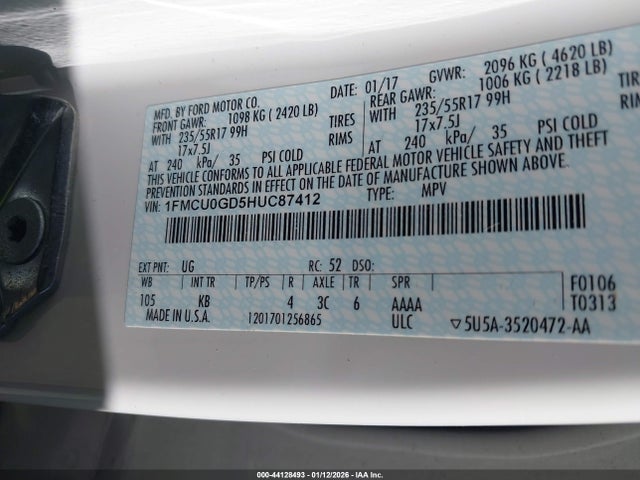 MFD. BY FORD MOTOR CO. DATE: 01/17 GVWR: 2096 KG ( 4620 LB)
FRONT GAWR: 1098 KG ( 2420 LB) REAR GAWR: 1006 KG ( 2218 LB)
WITH 235/55R17 99H TIRES WITH 235/55R17 99H
17x7.5J RIMS 17x7.5J
AT 240 kPa/ 35 PSI COLD AT 240 kPa/ 35 PSI COLD
THIS VEHICLE CONFORMS TO ALL APPLICABLE FEDERAL MOTOR VEHICLE SAFETY AND THEFT
PREVENTION STANDARDS IN EFFECT ON THE DATE OF MANUFACTURE SHOWN ABOVE.
VIN: 1FMCU0GD5HUC87412 TYPE: MPV
EXT PNT: UG RC: 52 DSO:
WB INT TR TP/PS R AXLE TR SPR F0106
105 KB 4 3C 6 AAAA T0313
MADE IN U.S.A. 1201701256865 ULC ▽5U5A-3520472-AA
000-44128493 - 01/12/2026 - IAA Inc.